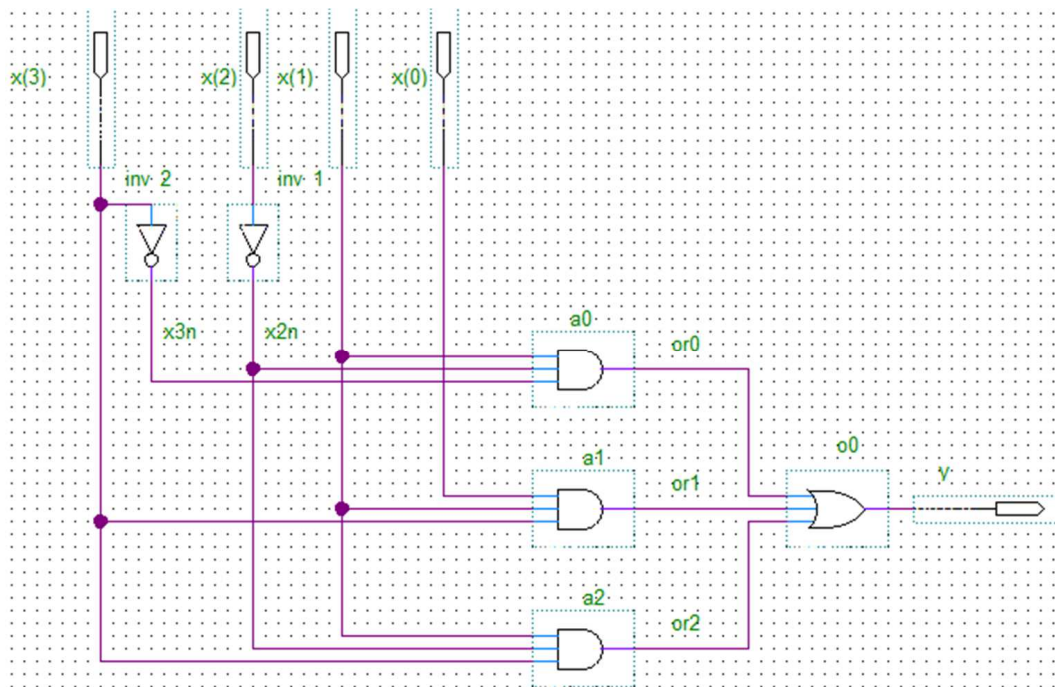 x(3)
x(2)
x(1)
x(0)
inv 2
inv 1
x3n
x2n
a0
or0
a1
or1
o0
y
a2
or2